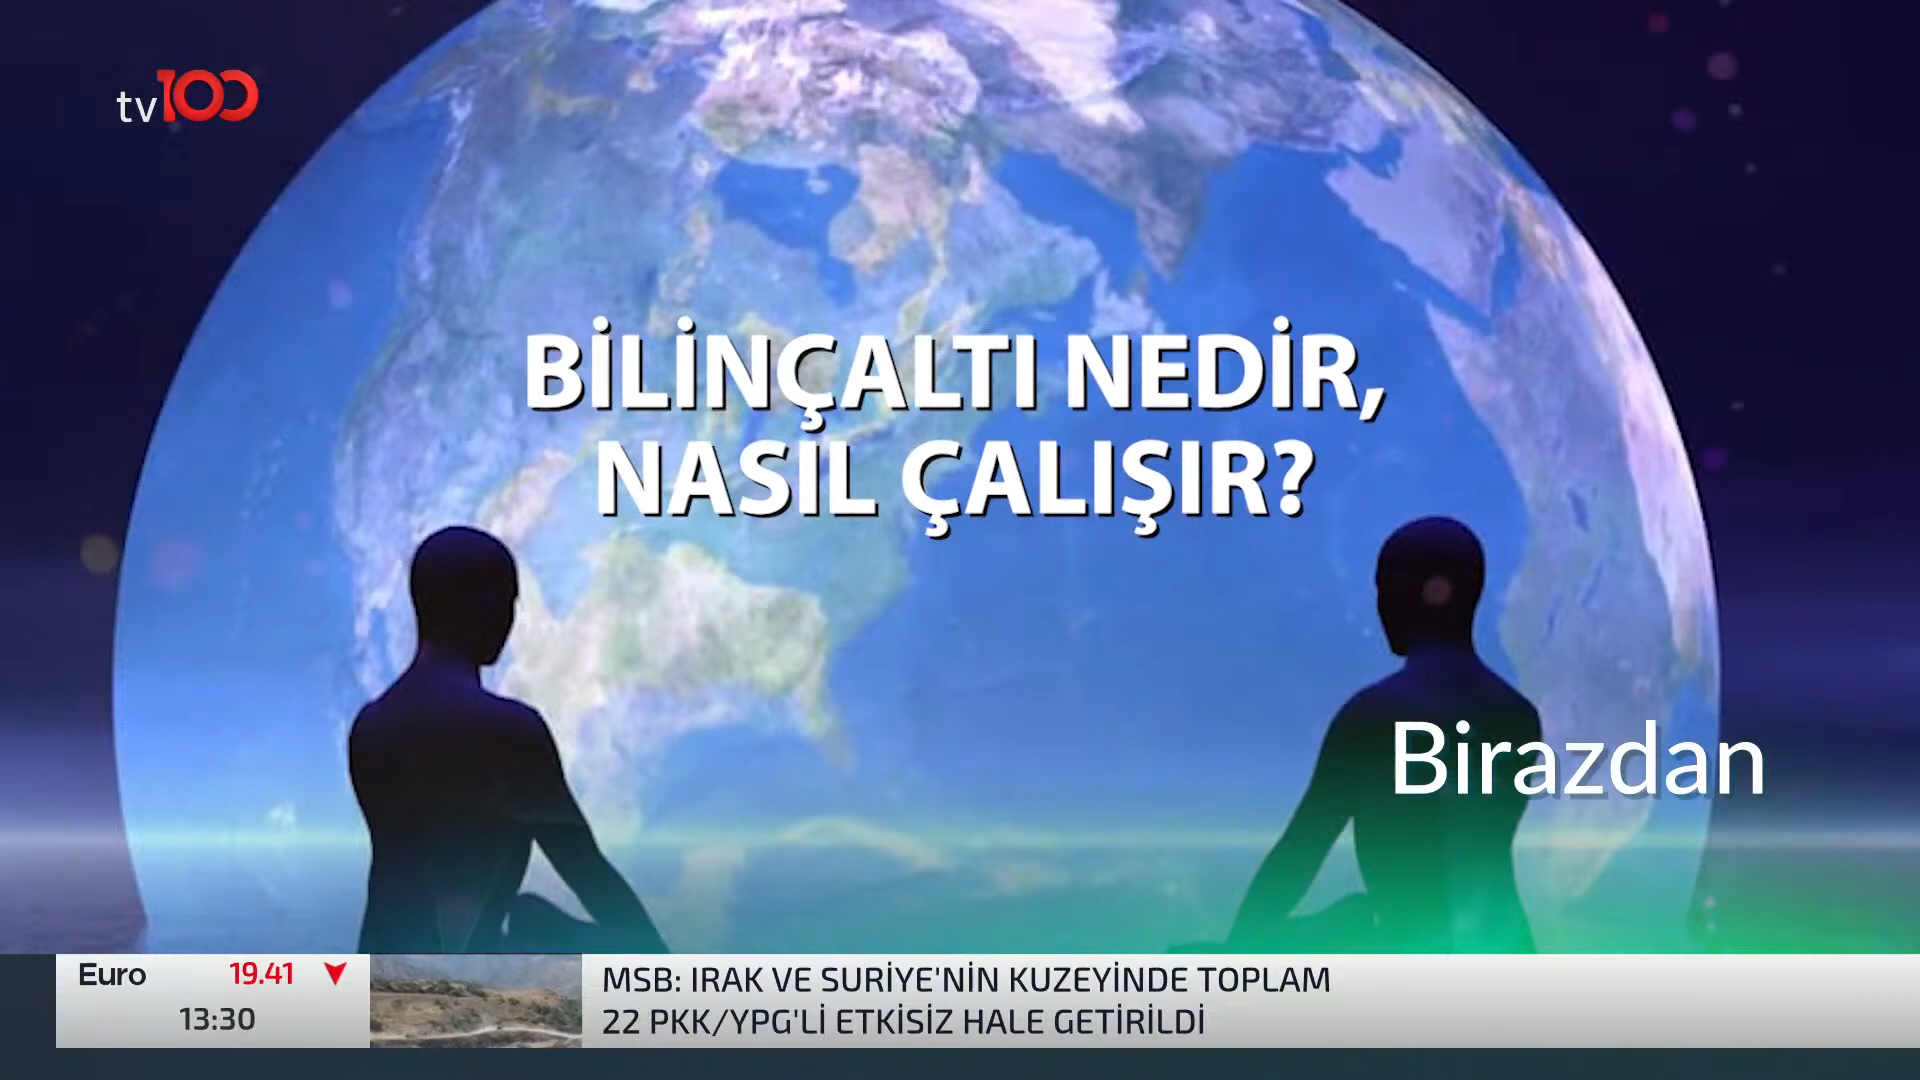 tv100
BİLİNÇALTI NEDİR,
NASIL ÇALIŞIR?
Birazdan
Euro 19.41
13:30
MSB: IRAK VE SURİYE'NİN KUZEYİNDE TOPLAM
22 PKK/YPG'Lİ ETKİSİZ HALE GETİRİLDİ